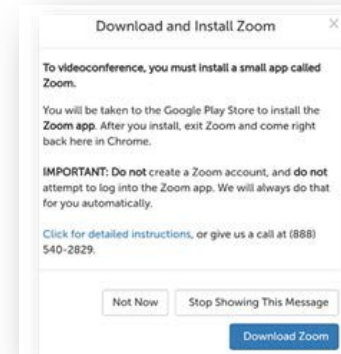 Download and Install Zoom
To videoconference, you must install a small app called
Zoom.
You will be taken to the Google Play Store to install the
Zoom app. After you install, exit Zoom and come right
back here in Chrome.
IMPORTANT: Do not create a Zoom account, and do not
attempt to log into the Zoom app. We will always do that
for you automatically.
Click for detailed instructions, or give us a call at (888)
540-2829.
Not Now Stop Showing This Message
Download Zoom